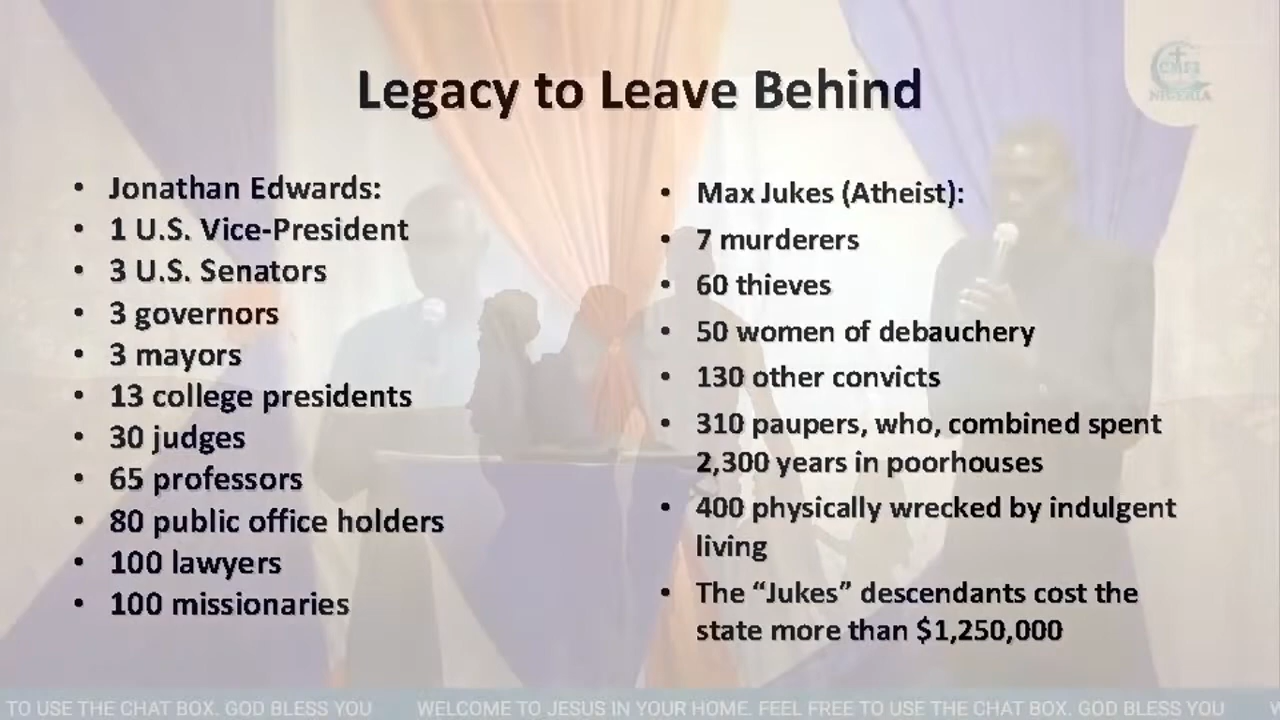 Legacy to Leave Behind
• Jonathan Edwards:
• 1 U.S. Vice-President
• 3 U.S. Senators
• 3 governors
• 3 mayors
• 13 college presidents
• 30 judges
• 65 professors
• 80 public office holders
• 100 lawyers
• 100 missionaries
• Max Jukes (Atheist):
• 7 murderers
• 60 thieves
• 50 women of debauchery
• 130 other convicts
• 310 paupers, who, combined spent
2,300 years in poorhouses
• 400 physically wrecked by indulgent
living
• The “Jukes” descendants cost the
state more than $1,250,000
CMFI
NIGERIA
TO USE THE CHAT BOX. GOD BLESS YOU WELCOME TO JESUS IN YOUR HOME. FEEL FREE TO USE THE CHAT BOX. GOD BLESS YOU W